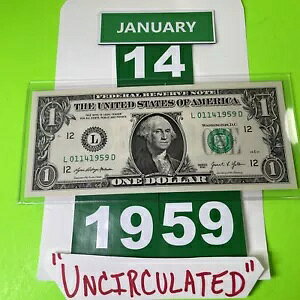 JANUARY
14
FEDERAL RESERVE NOTE
THE UNITED STATES OF AMERICA
L 01141959 D
WASHINGTON, D.C.
12
12
L
L 01141959 D
12
12
1
1
ONE DOLLAR
1959
"UNCIRCULATED"